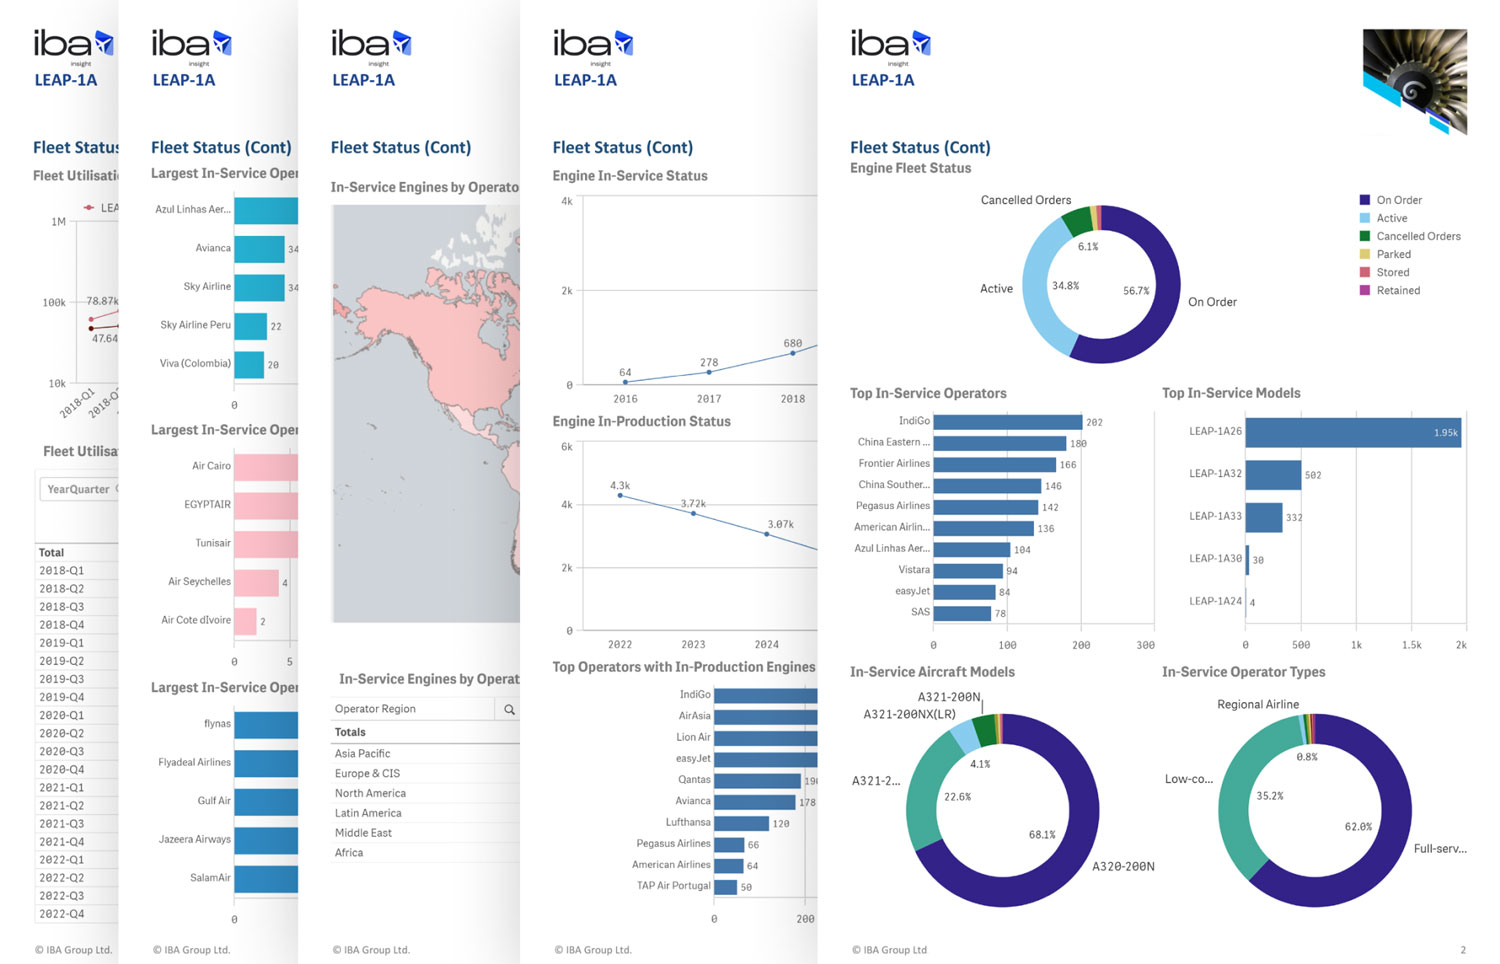 iba
insight
LEAP-1A
Fleet Status
Fleet Utilisati
LEA
1M
100k
10k
78.87k
47.64
2018-Q1
2018-Q2
Fleet Utilisa
YearQuarter
Total
2018-Q1
2018-Q2
2018-Q3
2018-Q4
2019-Q1
2019-Q2
2019-Q3
2019-Q4
2020-Q1
2020-Q2
2020-Q3
2020-Q4
2021-Q1
2021-Q2
2021-Q3
2021-Q4
2022-Q1
2022-Q2
2022-Q3
2022-Q4
© IBA Group Ltd.
iba
insight
LEAP-1A
Fleet Status (Cont)
Largest In-Service Oper
Azul Linhas Aer...
Avianca 34
Sky Airline 34
Sky Airline Peru 22
Viva (Colombia) 20
0
Largest In-Service Oper
Air Cairo
EGYPTAIR
Tunisair
Air Seychelles 4
Air Cote dIvoire 2
0 5
Largest In-Service Oper
flynas
Flyadeal Airlines
Gulf Air
Jazeera Airways
SalamAir
0
© IBA Group Ltd.
iba
insight
LEAP-1A
Fleet Status (Cont)
In-Service Engines by Operato
In-Service Engines by Operat
Operator Region
Totals
Asia Pacific
Europe & CIS
North America
Latin America
Middle East
Africa
© IBA Group Ltd.
iba
insight
LEAP-1A
Fleet Status (Cont)
Engine In-Service Status
4k
2k
0
64
278
680
2016 2017 2018
Engine In-Production Status
6k
4k
2k
0
4.3k
3.72k
3.07k
2022 2023 2024
Top Operators with In-Production Engines
IndiGo
AirAsia
Lion Air
easyJet
Qantas 190
Avianca 178
Lufthansa 120
Pegasus Airlines 66
American Airlines 64
TAP Air Portugal 50
0 200
© IBA Group Ltd.
iba
insight
LEAP-1A
Fleet Status (Cont)
Engine Fleet Status
Cancelled Orders
6.1%
Active
34.8%
56.7%
On Order
On Order
Active
Cancelled Orders
Parked
Stored
Retained
Top In-Service Operators
IndiGo 202
China Eastern ... 180
Frontier Airlines 166
China Souther... 146
Pegasus Airlines 142
American Airlin... 136
Azul Linhas Aer... 104
Vistara 94
easyJet 84
SAS 78
0 100 200 300
Top In-Service Models
LEAP-1A26 1.95k
LEAP-1A32 502
LEAP-1A33 332
LEAP-1A30 30
LEAP-1A24 4
0 500 1k 1.5k 2k
In-Service Aircraft Models
A321-200N
A321-200NX(LR)
4.1%
A321-2...
22.6%
68.1%
A320-200N
In-Service Operator Types
Regional Airline
0.8%
Low-co...
35.2%
62.0%
Full-serv...
© IBA Group Ltd
2